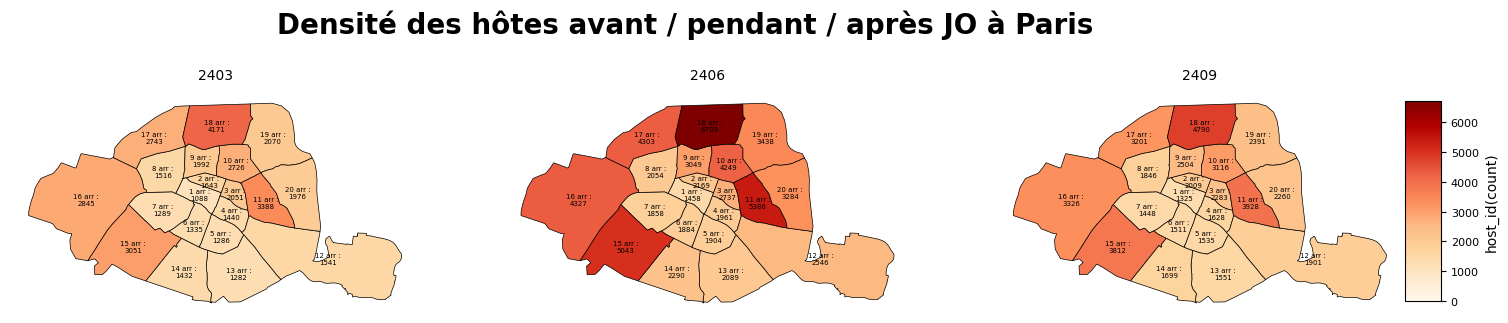 Densité des hôtes avant / pendant / après JO à Paris
2403
17 arr :
2743
18 arr :
4171
19 arr :
2070
8 arr :
1516
9 arr :
1992
10 arr :
2726
16 arr :
2845
2 arr :
1643
1 arr :
1088
3 arr :
2051
11 arr :
3388
20 arr :
1976
7 arr :
1289
4 arr :
1440
6 arr :
1335
5 arr :
1286
15 arr :
3051
14 arr :
1432
13 arr :
1282
12 arr :
1541
2406
17 arr :
4303
18 arr :
6706
19 arr :
3438
8 arr :
2054
9 arr :
3049
10 arr :
4249
16 arr :
4327
2 arr :
2169
1 arr :
1458
3 arr :
2737
11 arr :
5386
20 arr :
3284
7 arr :
1858
4 arr :
1961
6 arr :
1884
5 arr :
1904
15 arr :
5043
14 arr :
2290
13 arr :
2089
12 arr :
2546
2409
17 arr :
3201
18 arr :
4790
19 arr :
2391
8 arr :
1846
9 arr :
2504
10 arr :
3116
16 arr :
3326
2 arr :
2009
1 arr :
1325
3 arr :
2283
11 arr :
3928
20 arr :
2260
7 arr :
1448
4 arr :
1628
6 arr :
1511
5 arr :
1535
15 arr :
3812
14 arr :
1699
13 arr :
1551
12 arr :
1901
6000
5000
4000
3000
2000
1000
0
host_id(count)